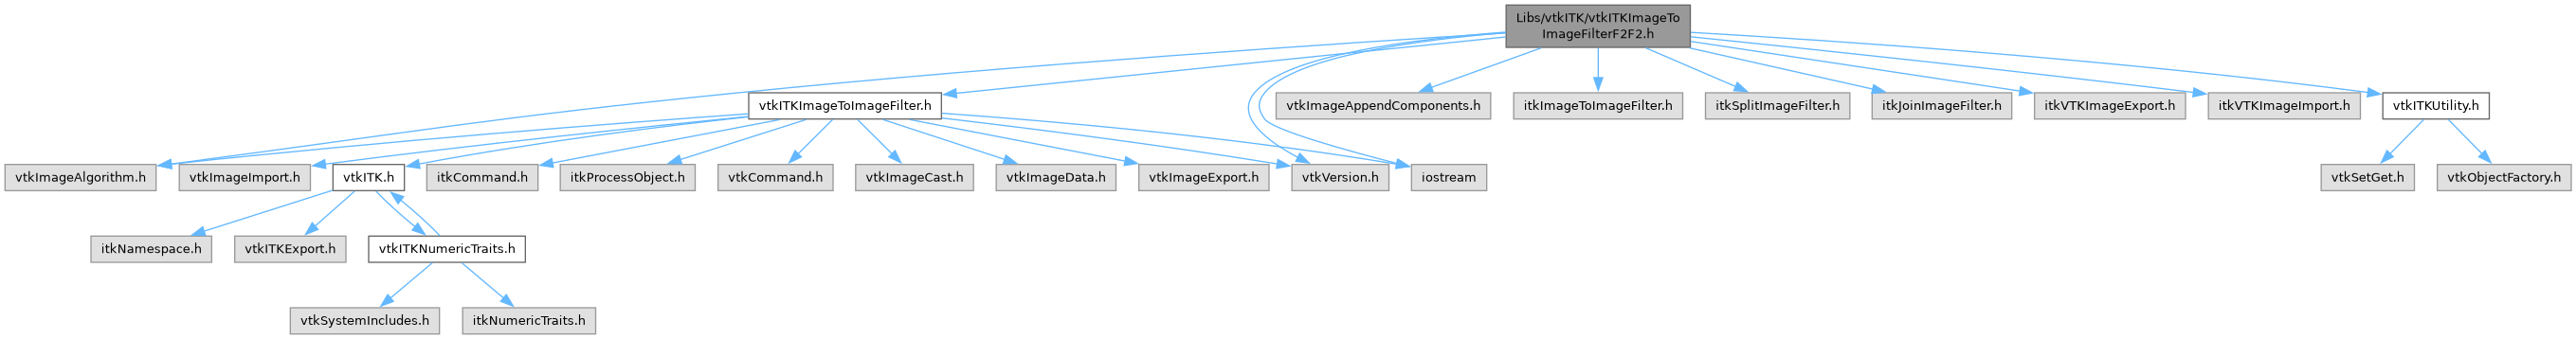 Libs/vtkITK/vtkITKImageTo
ImageFilterF2F2.h
vtkITKImageToImageFilter.h
vtkImageAppendComponents.h
itkImageToImageFilter.h
itkSplitImageFilter.h
itkJoinImageFilter.h
itkVTKImageExport.h
itkVTKImageImport.h
vtkITKUtility.h
vtkImageAlgorithm.h
vtkImageImport.h
vtkITK.h
itkCommand.h
itkProcessObject.h
vtkCommand.h
vtkImageCast.h
vtkImageData.h
vtkImageExport.h
vtkVersion.h
iostream
vtkSetGet.h
vtkObjectFactory.h
itkNamespace.h
vtkITKExport.h
vtkITKNumericTraits.h
vtkSystemIncludes.h
itkNumericTraits.h